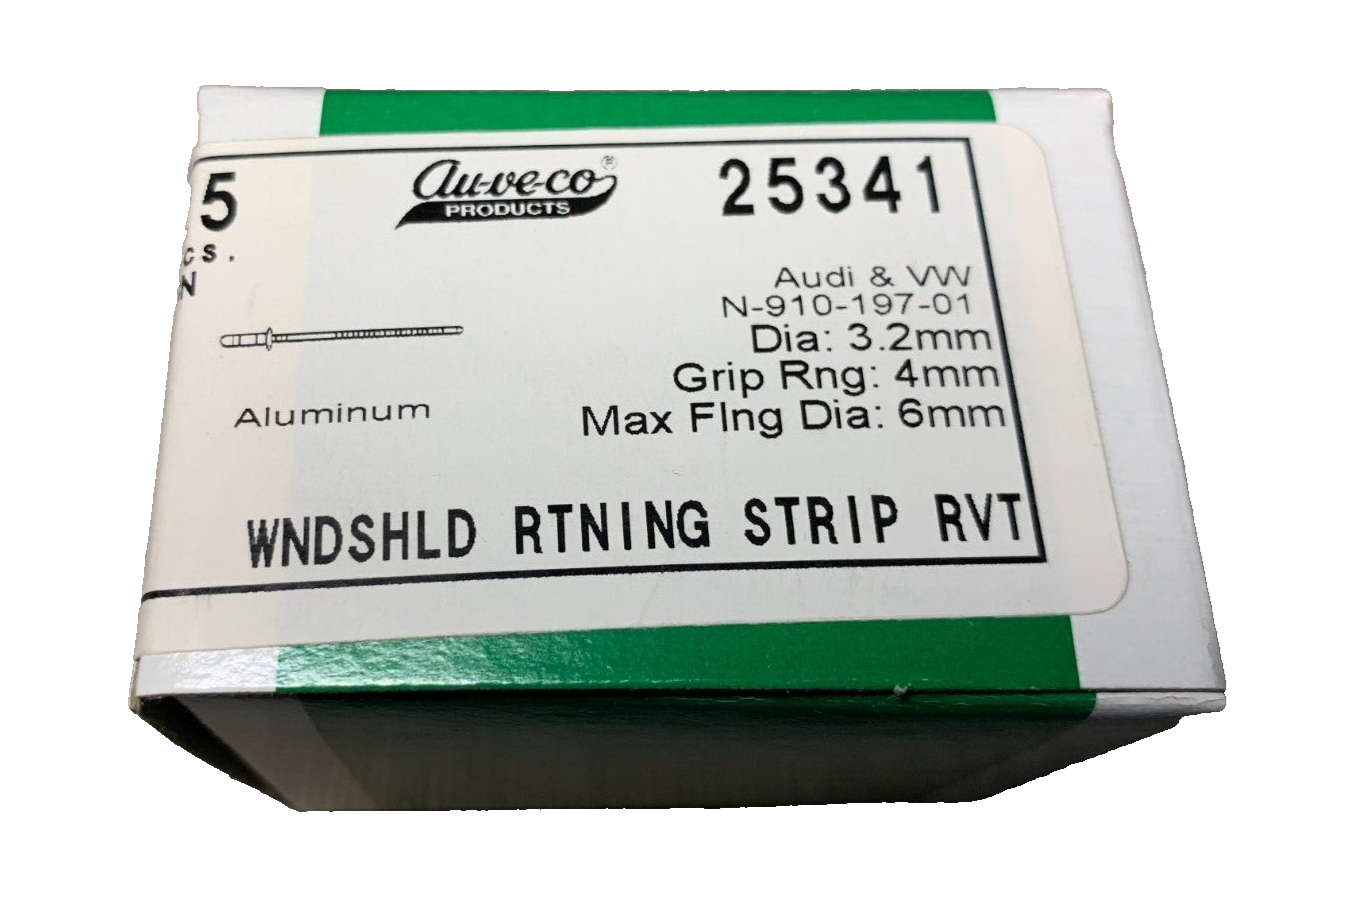 5
au-ve-co®
PRODUCTS
25341
CS.
N
Audi & VW
N-910-197-01
Dia: 3.2mm
Grip Rng: 4mm
Max Flng Dia: 6mm
Aluminum
WNDSHLD RTNING STRIP RVT